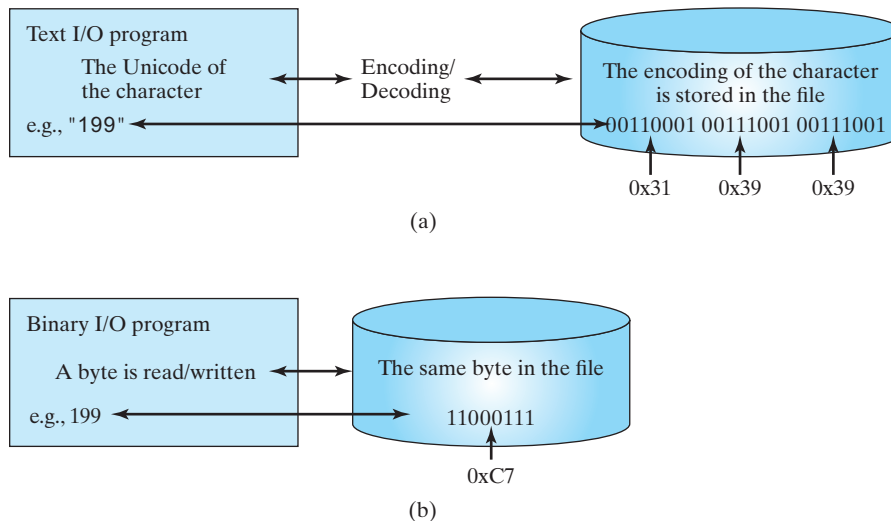 Text I/O program
The Unicode of
the character
e.g., "199"
Encoding/
Decoding
The encoding of the character
is stored in the file
00110001 00111001 00111001
0x31 0x39 0x39
(a)
Binary I/O program
A byte is read/written
e.g., 199
The same byte in the file
11000111
0xC7
(b)